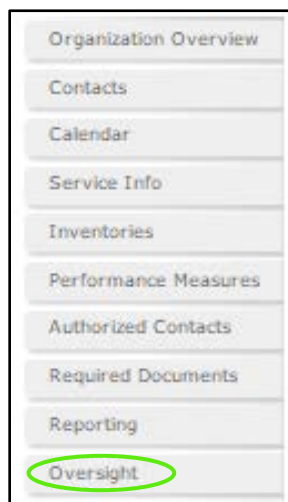 Organization Overview
Contacts
Calendar
Service Info
Inventories
Performance Measures
Authorized Contacts
Required Documents
Reporting
Oversight